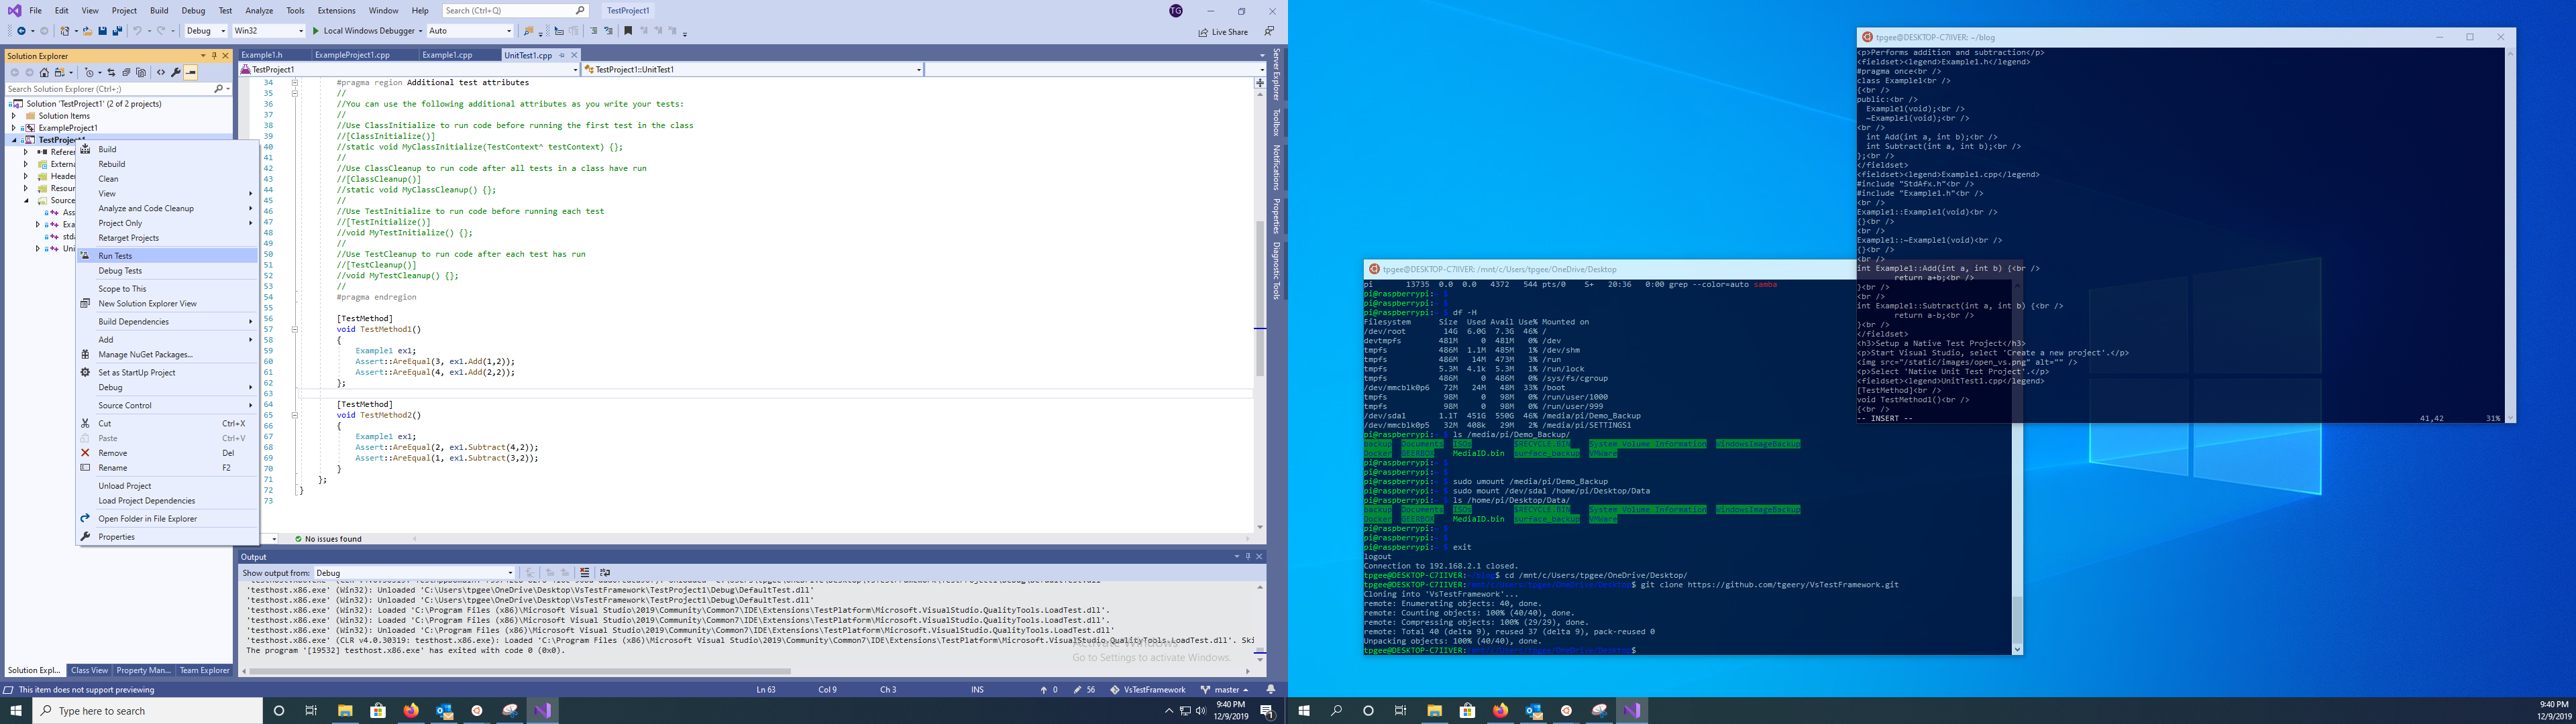 File Edit View Project Build Debug Test Analyze Tools Extensions Window Help Search (Ctrl+Q) TestProject1 TG
Debug Win32 Local Windows Debugger Auto Live Share
Solution Explorer
Search Solution Explorer (Ctrl+;)
Solution 'TestProject1' (2 of 2 projects)
Solution Items
ExampleProject1
TestProject1
Referen
Externa
Header
Resour
Source
Ass
Exa
std
Uni
Build
Rebuild
Clean
View
Analyze and Code Cleanup
Project Only
Retarget Projects
Run Tests
Debug Tests
Scope to This
New Solution Explorer View
Build Dependencies
Add
Manage NuGet Packages...
Set as StartUp Project
Debug
Source Control
Cut Ctrl+X
Paste Ctrl+V
Remove Del
Rename F2
Unload Project
Load Project Dependencies
Open Folder in File Explorer
Properties
Solution Expl... Class View Property Man... Team Explorer
Example1.h ExampleProject1.cpp Example1.cpp UnitTest1.cpp
TestProject1 TestProject1::UnitTest1
34 #pragma region Additional test attributes
35 //
36 //You can use the following additional attributes as you write your tests:
37 //
38 //Use ClassInitialize to run code before running the first test in the class
39 //[ClassInitialize()]
40 //static void MyClassInitialize(TestContext^ testContext) {};
41 //
42 //Use ClassCleanup to run code after all tests in a class have run
43 //[ClassCleanup()]
44 //static void MyClassCleanup() {};
45 //
46 //Use TestInitialize to run code before running each test
47 //[TestInitialize()]
48 //void MyTestInitialize() {};
49 //
50 //Use TestCleanup to run code after each test has run
51 //[TestCleanup()]
52 //void MyTestCleanup() {};
53 //
54 #pragma endregion
55
56 [TestMethod]
57 void TestMethod1()
58 {
59 Example1 ex1;
60 Assert::AreEqual(3, ex1.Add(1,2));
61 Assert::AreEqual(4, ex1.Add(2,2));
62 };
63
64 [TestMethod]
65 void TestMethod2()
66 {
67 Example1 ex1;
68 Assert::AreEqual(2, ex1.Subtract(4,2));
69 Assert::AreEqual(1, ex1.Subtract(3,2));
70 }
71 };
72 }
73
No issues found
Server Explorer
Toolbox
Notifications
Properties
Diagnostic Tools
Output
Show output from: Debug
'testhost.x86.exe' (Win32): Unloaded 'C:\Users\tpgee\OneDrive\Desktop\VsTestFramework\TestProject1\Debug\DefaultTest.dll'
'testhost.x86.exe' (Win32): Unloaded 'C:\Users\tpgee\OneDrive\Desktop\VsTestFramework\TestProject1\Debug\DefaultTest.dll'
'testhost.x86.exe' (Win32): Loaded 'C:\Program Files (x86)\Microsoft Visual Studio\2019\Community\Common7\IDE\Extensions\TestPlatform\Microsoft.VisualStudio.QualityTools.LoadTest.dll'.
'testhost.x86.exe' (Win32): Loaded 'C:\Program Files (x86)\Microsoft Visual Studio\2019\Community\Common7\IDE\Extensions\TestPlatform\Microsoft.VisualStudio.QualityTools.LoadTest.dll'.
'testhost.x86.exe' (Win32): Unloaded 'C:\Program Files (x86)\Microsoft Visual Studio\2019\Community\Common7\IDE\Extensions\TestPlatform\Microsoft.VisualStudio.QualityTools.LoadTest.dll'
'testhost.x86.exe' (CLR v4.0.30319: testhost.x86.exe): Loaded 'C:\Program Files (x86)\Microsoft Visual Studio\2019\Community\Common7\IDE\Extensions\TestPlatform\Microsoft.VisualStudio.QualityTools.LoadTest.dll'. Ski
The program '[19532] testhost.x86.exe' has exited with code 0 (0x0).
Activate Windows
Go to Settings to activate Windows.
This item does not support previewing Ln 63 Col 9 Ch 3 INS 0 56 VsTestFramework master
Type here to search 9:40 PM
12/9/2019
tpgee@DESKTOP-C7IIVER: ~/blog
<p>Performs addition and subtraction</p>
<fieldset><legend>Example1.h</legend>
#pragma once<br />
class Example1<br />
{<br />
public:<br />
Example1(void);<br />
~Example1(void);<br />
<br />
int Add(int a, int b);<br />
int Subtract(int a, int b);<br />
};<br />
</fieldset>
<fieldset><legend>Example1.cpp</legend>
#include "StdAfx.h"<br />
#include "Example1.h"<br />
<br />
Example1::Example1(void)<br />
{}<br />
<br />
Example1::~Example1(void)<br />
{}<br />
<br />
int Example1::Add(int a, int b) {<br />
return a+b;<br />
}<br />
<br />
int Example1::Subtract(int a, int b) {<br />
return a-b;<br />
}<br />
</fieldset>
<h3>Setup a Native Test Project</h3>
<p>Start Visual Studio, select 'Create a new project'.</p>
<img src="/static/images/open_vs.png" alt="" />
<p>Select 'Native Unit Test Project'.</p>
<fieldset><legend>UnitTest1.cpp</legend>
[TestMethod]<br />
void TestMethod1()<br />
{<br />
-- INSERT -- 41,42 31%
tpgee@DESKTOP-C7IIVER: /mnt/c/Users/tpgee/OneDrive/Desktop
pi 13735 0.0 0.0 4372 544 pts/0 S+ 20:36 0:00 grep --color=auto samba
pi@raspberrypi:~ $
pi@raspberrypi:~ $
pi@raspberrypi:~ $ df -H
Filesystem Size Used Avail Use% Mounted on
/dev/root 14G 6.0G 7.3G 46% /
devtmpfs 481M 0 481M 0% /dev
tmpfs 486M 1.1M 485M 1% /dev/shm
tmpfs 486M 14M 473M 3% /run
tmpfs 5.3M 4.1k 5.3M 1% /run/lock
tmpfs 486M 0 486M 0% /sys/fs/cgroup
/dev/mmcblk0p6 72M 24M 48M 33% /boot
tmpfs 98M 0 98M 0% /run/user/1000
tmpfs 98M 0 98M 0% /run/user/999
/dev/sda1 1.1T 451G 550G 46% /media/pi/Demo_Backup
/dev/mmcblk0p5 32M 408k 29M 2% /media/pi/SETTINGS1
pi@raspberrypi:~ $ ls /media/pi/Demo_Backup/
backup Documents ISOs $RECYCLE.BIN System Volume Information WindowsImageBackup
Docker GEERBOX MediaID.bin surface_backup VMware
pi@raspberrypi:~ $
pi@raspberrypi:~ $
pi@raspberrypi:~ $ sudo umount /media/pi/Demo_Backup
pi@raspberrypi:~ $ sudo mount /dev/sda1 /home/pi/Desktop/Data
pi@raspberrypi:~ $ ls /home/pi/Desktop/Data/
backup Documents ISOs $RECYCLE.BIN System Volume Information WindowsImageBackup
Docker GEERBOX MediaID.bin surface_backup VMware
pi@raspberrypi:~ $
pi@raspberrypi:~ $
pi@raspberrypi:~ $ exit
logout
Connection to 192.168.2.1 closed.
tpgee@DESKTOP-C7IIVER:~/blog$ cd /mnt/c/Users/tpgee/OneDrive/Desktop/
tpgee@DESKTOP-C7IIVER:/mnt/c/Users/tpgee/OneDrive/Desktop$ git clone https://github.com/tgeery/VsTestFramework.git
Cloning into 'VsTestFramework'...
remote: Enumerating objects: 40, done.
remote: Counting objects: 100% (40/40), done.
remote: Compressing objects: 100% (29/29), done.
remote: Total 40 (delta 9), reused 37 (delta 9), pack-reused 0
Unpacking objects: 100% (40/40), done.
tpgee@DESKTOP-C7IIVER:/mnt/c/Users/tpgee/OneDrive/Desktop$
9:40 PM
12/9/2019